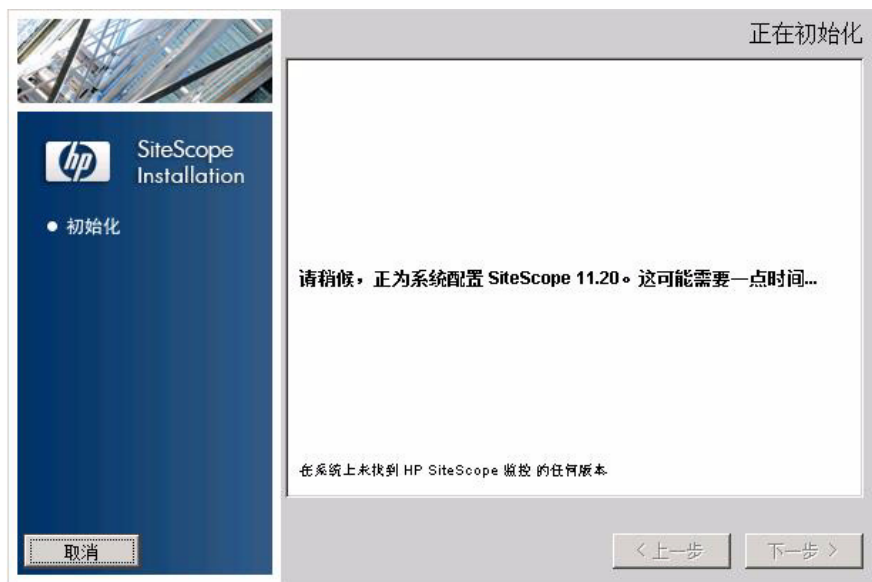 正在初始化
hp
SiteScope
Installation
初始化
请稍候，正为系统配置 SiteScope 11.20。这可能需要一点时间...
在系统上未找到 HP SiteScope 监控 的任何版本
取消
< 上一步
下一步 >